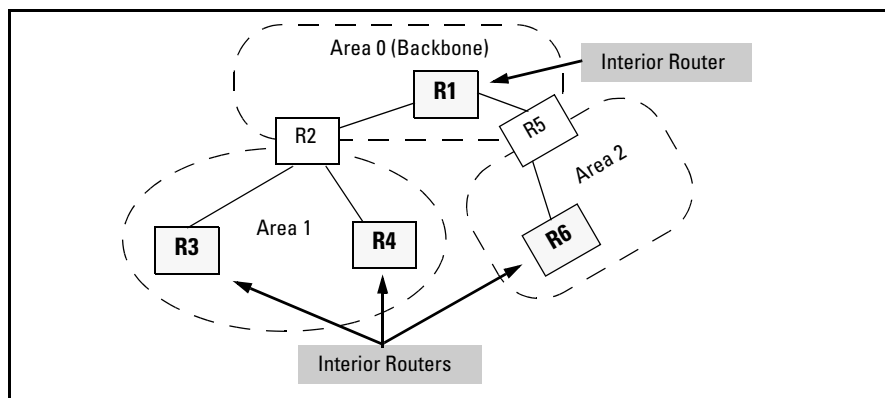 Area 0 (Backbone)
Interior Router
R1
R2
R5
Area 2
Area 1
R3
R4
R6
Interior Routers